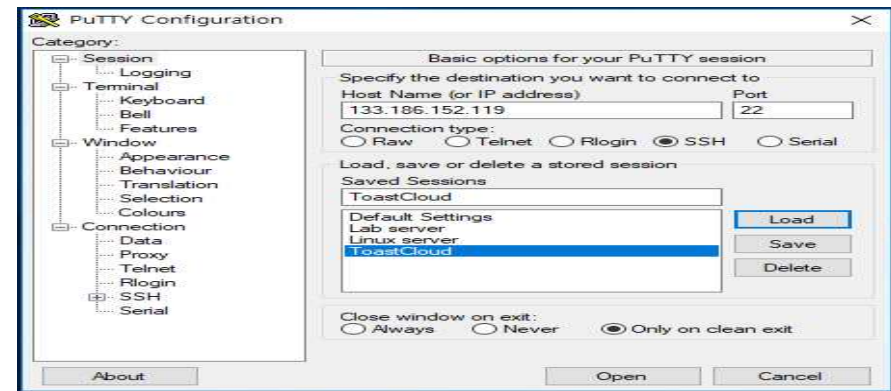 PuTTY Configuration
Category:
Session
Logging
Terminal
Keyboard
Bell
Features
Window
Appearance
Behaviour
Translation
Selection
Colours
Connection
Data
Proxy
Telnet
Rlogin
SSH
Serial
Basic options for your PuTTY session
Specify the destination you want to connect to
Host Name (or IP address) Port
133.186.152.119 22
Connection type:
Raw Telnet Rlogin SSH Serial
Load, save or delete a stored session
Saved Sessions
ToastCloud
Default Settings
Lab server
Linux server
ToastCloud
Load
Save
Delete
Close window on exit:
Always Never Only on clean exit
About Open Cancel